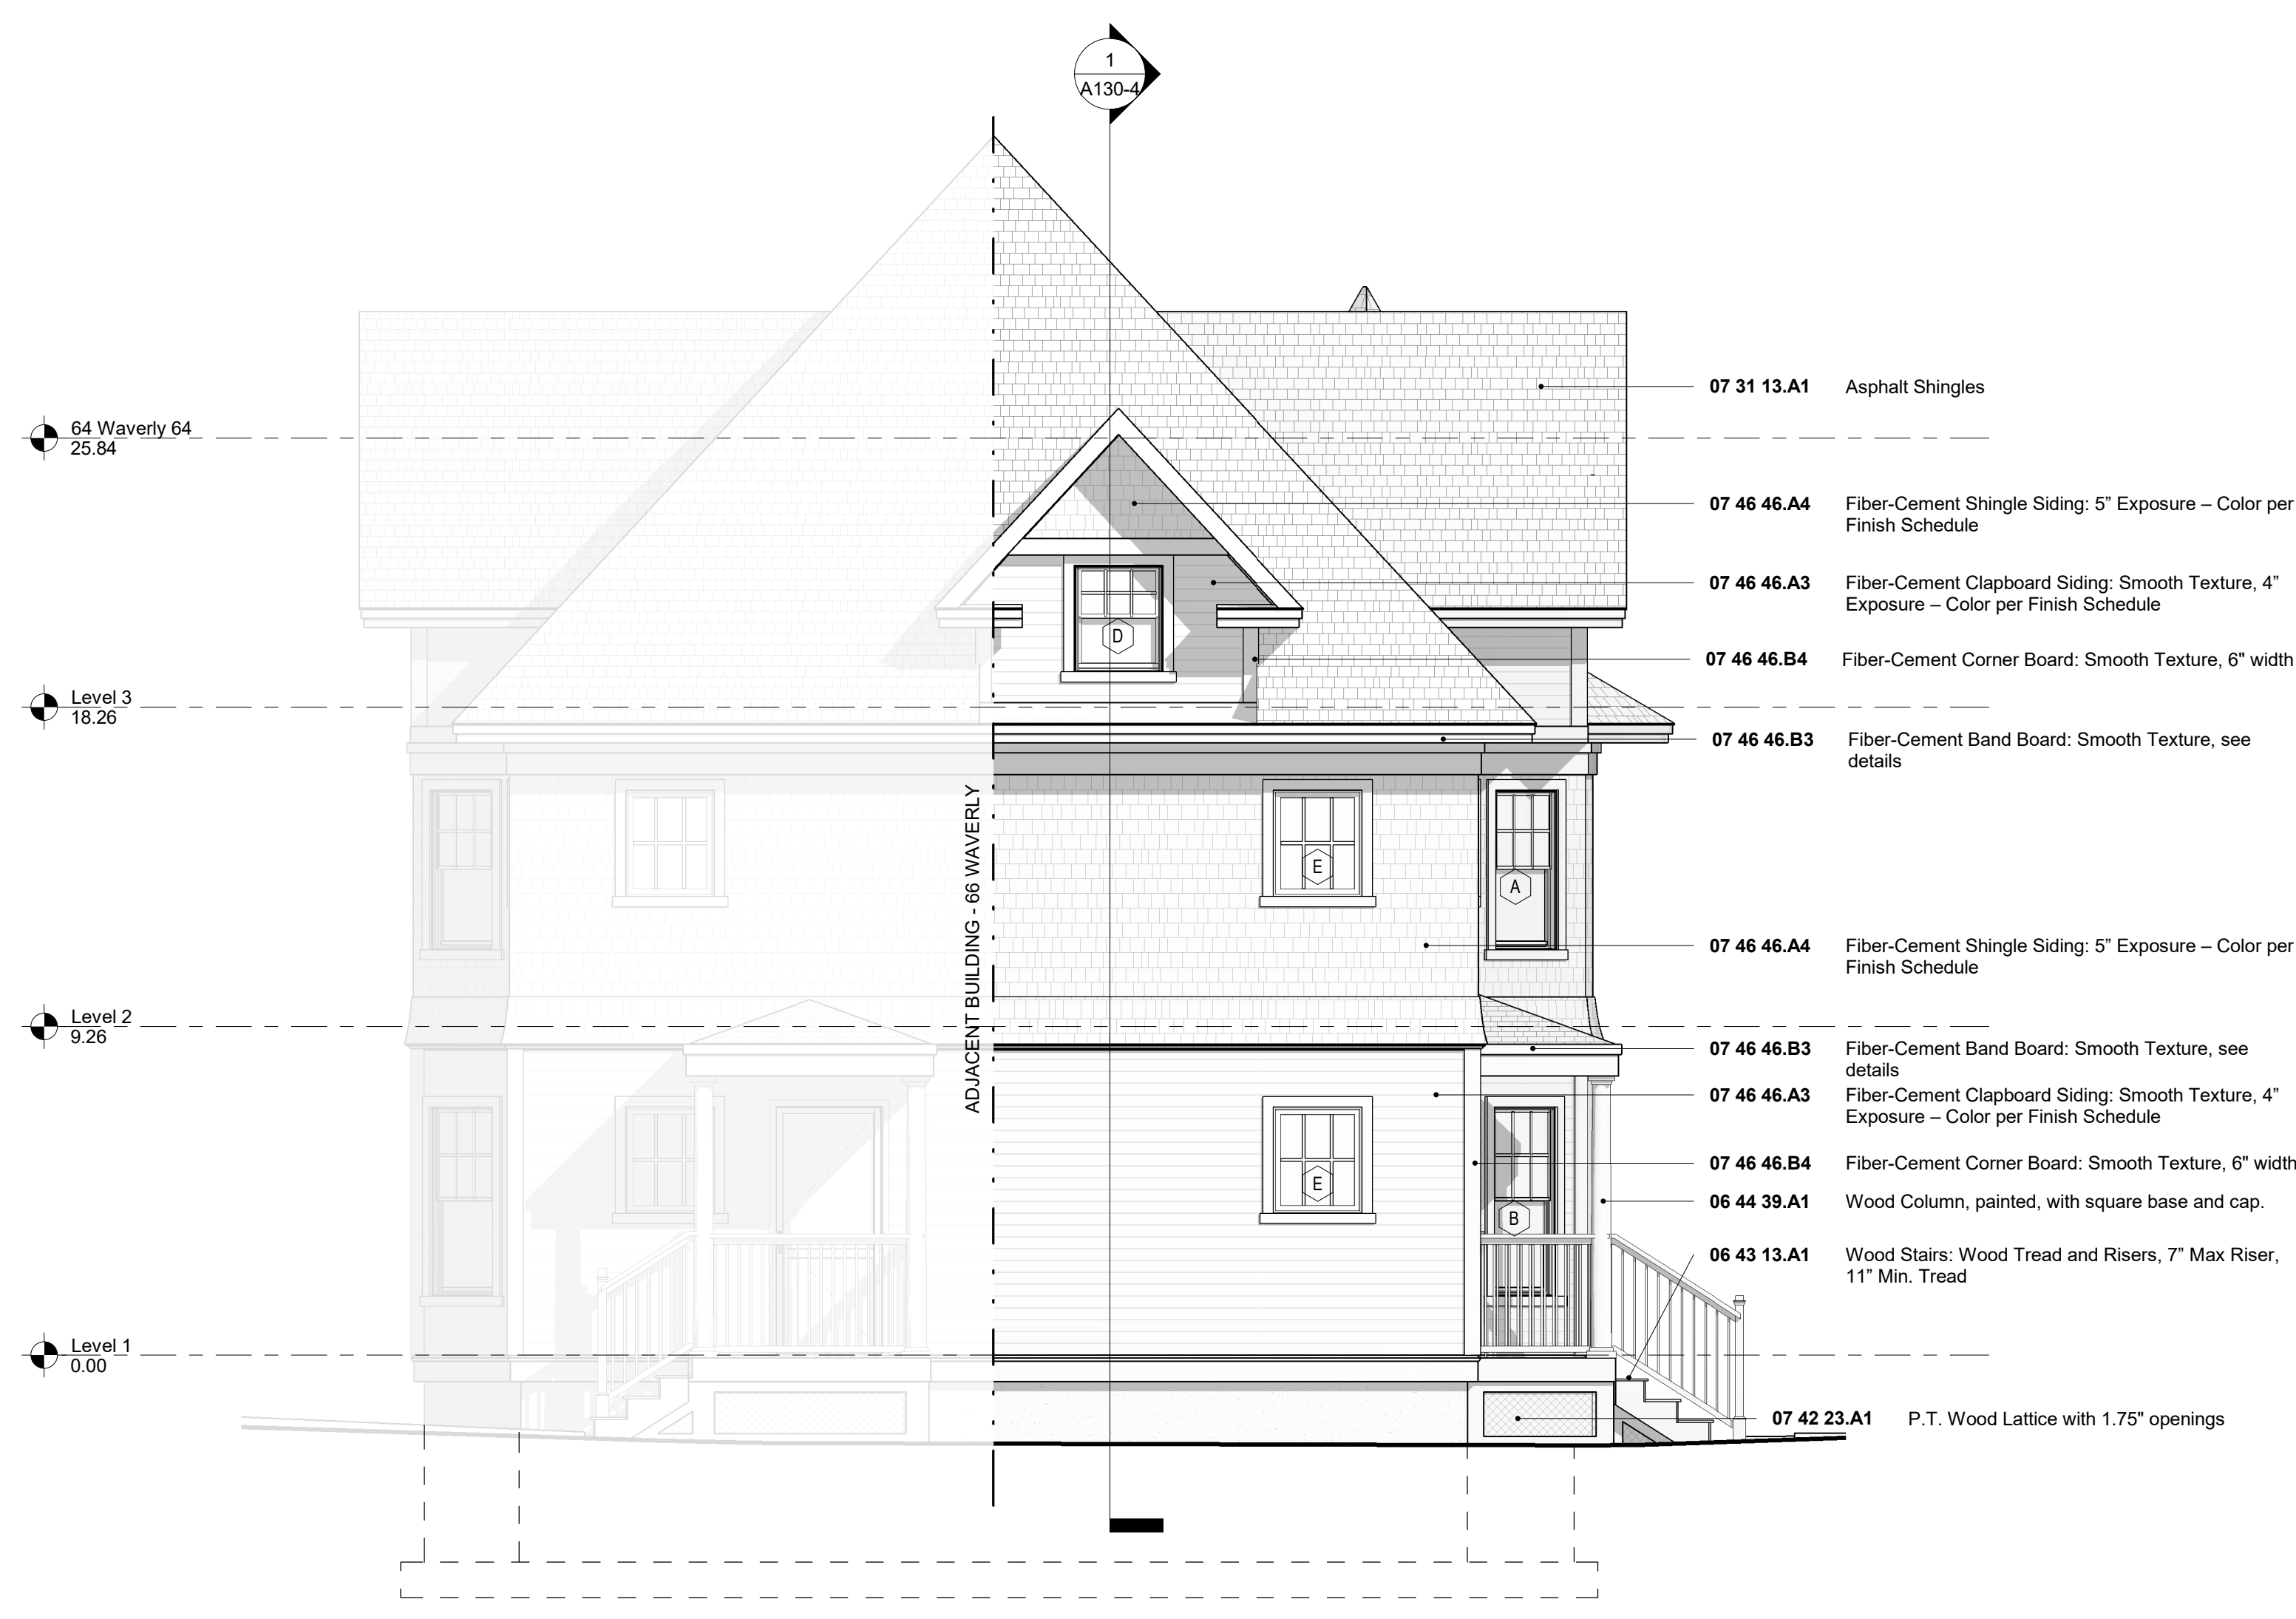 1
A130-4
07 31 13.A1 Asphalt Shingles
64 Waverly 64
25.84
07 46 46.A4 Fiber-Cement Shingle Siding: 5” Exposure – Color per
Finish Schedule
07 46 46.A3 Fiber-Cement Clapboard Siding: Smooth Texture, 4”
Exposure – Color per Finish Schedule
D
07 46 46.B4 Fiber-Cement Corner Board: Smooth Texture, 6" width
Level 3
18.26
07 46 46.B3 Fiber-Cement Band Board: Smooth Texture, see
details
E
A
ADJACENT BUILDING - 66 WAVERLY
07 46 46.A4 Fiber-Cement Shingle Siding: 5” Exposure – Color per
Finish Schedule
Level 2
9.26
07 46 46.B3 Fiber-Cement Band Board: Smooth Texture, see
details
07 46 46.A3 Fiber-Cement Clapboard Siding: Smooth Texture, 4”
Exposure – Color per Finish Schedule
07 46 46.B4 Fiber-Cement Corner Board: Smooth Texture, 6" width
E
06 44 39.A1 Wood Column, painted, with square base and cap.
B
06 43 13.A1 Wood Stairs: Wood Tread and Risers, 7” Max Riser,
11” Min. Tread
Level 1
0.00
07 42 23.A1 P.T. Wood Lattice with 1.75" openings